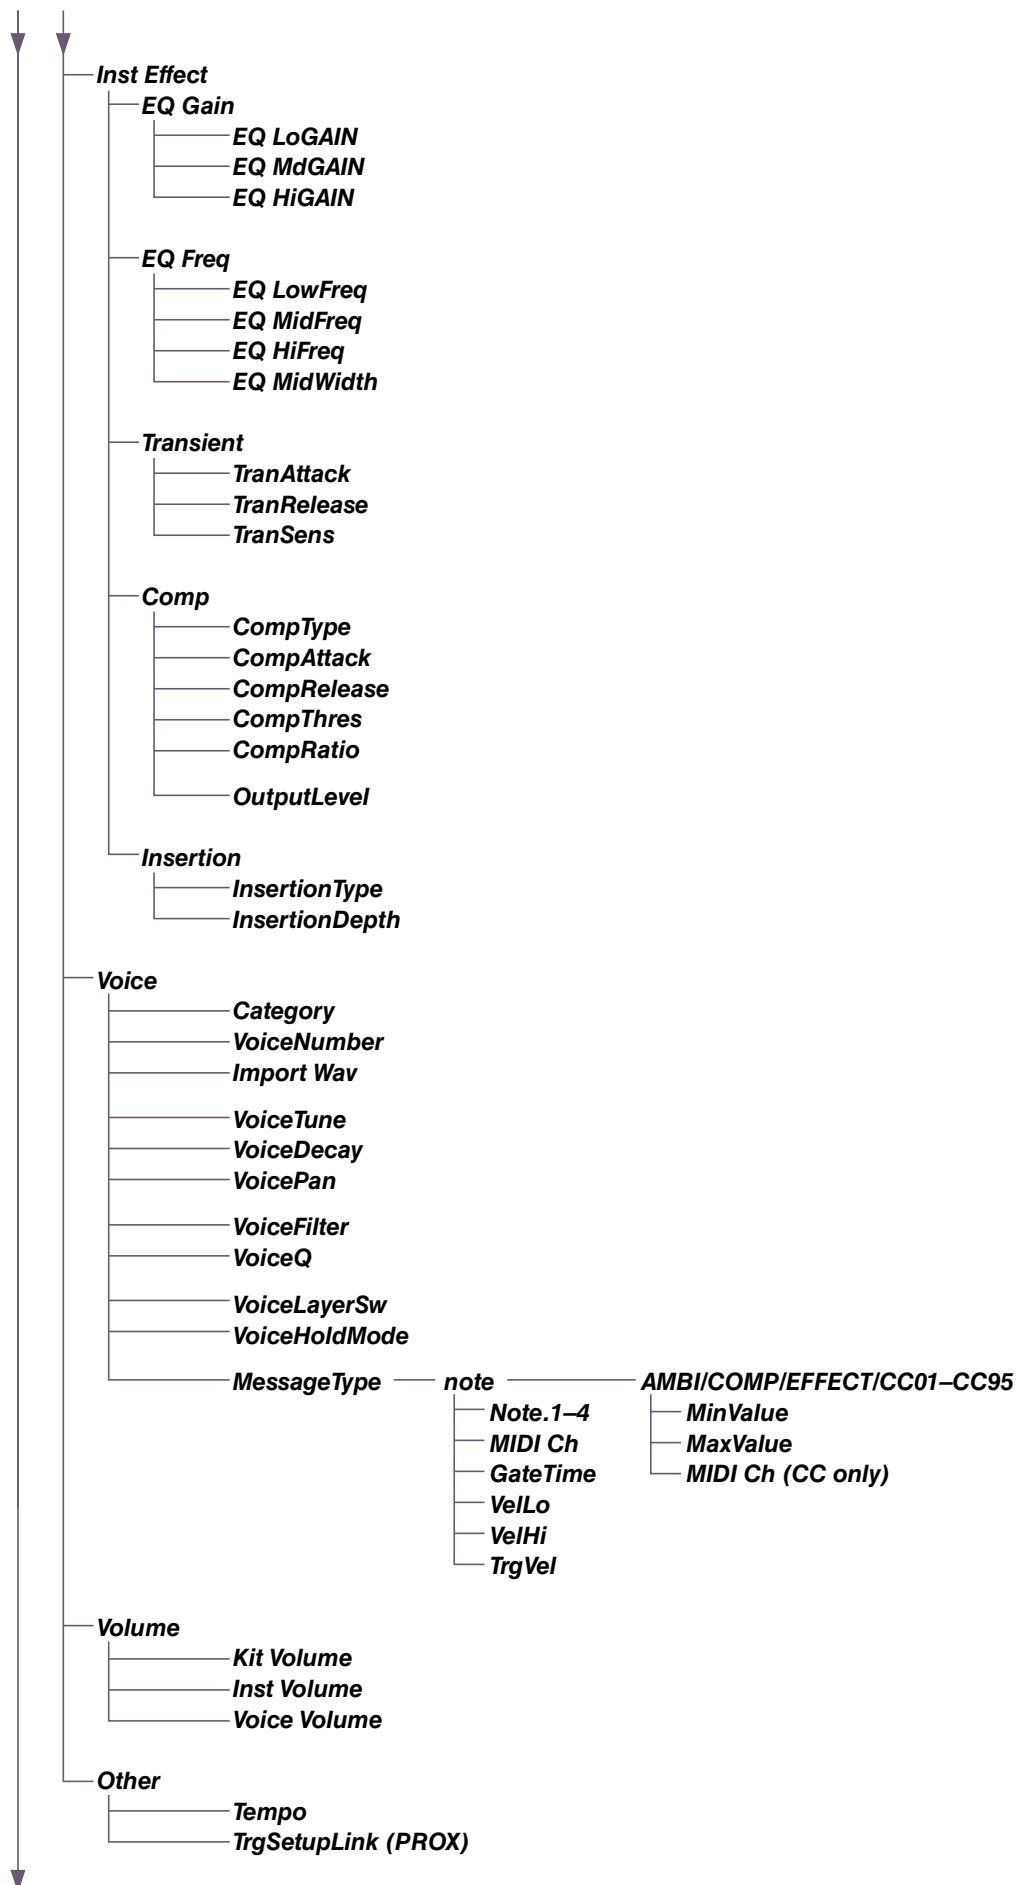 Inst Effect
EQ Gain
EQ LoGAIN
EQ MdGAIN
EQ HiGAIN
EQ Freq
EQ LowFreq
EQ MidFreq
EQ HiFreq
EQ MidWidth
Transient
TranAttack
TranRelease
TranSens
Comp
CompType
CompAttack
CompRelease
CompThres
CompRatio
OutputLevel
Insertion
InsertionType
InsertionDepth
Voice
Category
VoiceNumber
Import Wav
VoiceTune
VoiceDecay
VoicePan
VoiceFilter
VoiceQ
VoiceLayerSw
VoiceHoldMode
MessageType note AMBI/COMP/EFFECT/CC01–CC95
Note.1–4 MinValue
MIDI Ch MaxValue
GateTime MIDI Ch (CC only)
VelLo
VelHi
TrgVel
Volume
Kit Volume
Inst Volume
Voice Volume
Other
Tempo
TrgSetupLink (PROX)